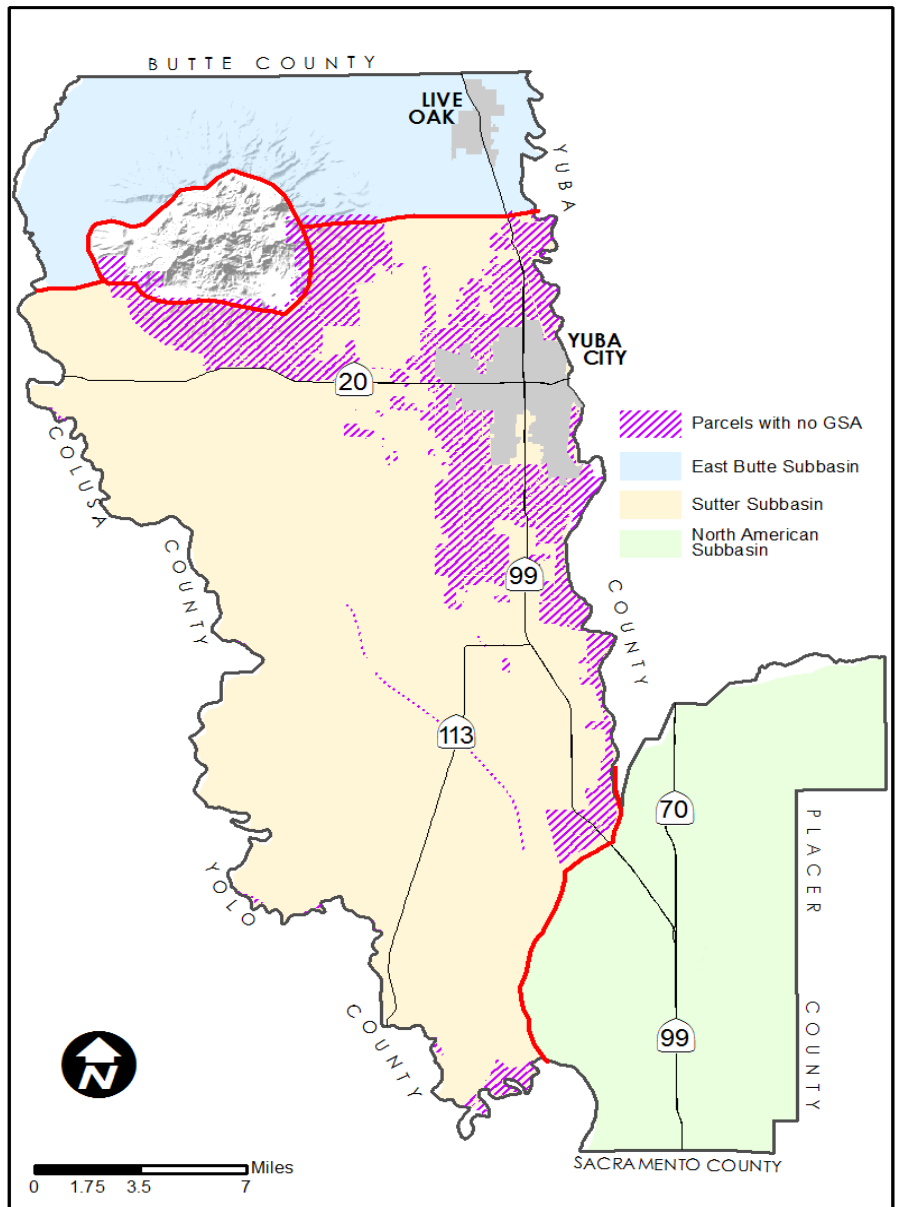 BUTTE COUNTY
LIVE
OAK
YUBA
YUBA
CITY
20
Parcels with no GSA
East Butte Subbasin
Sutter Subbasin
North American
Subbasin
COLUSA
COUNTY
99
COUNTY
113
70
PLACER
COUNTY
YOLO
COUNTY
99
N
Miles
0 1.75 3.5 7
SACRAMENTO COUNTY